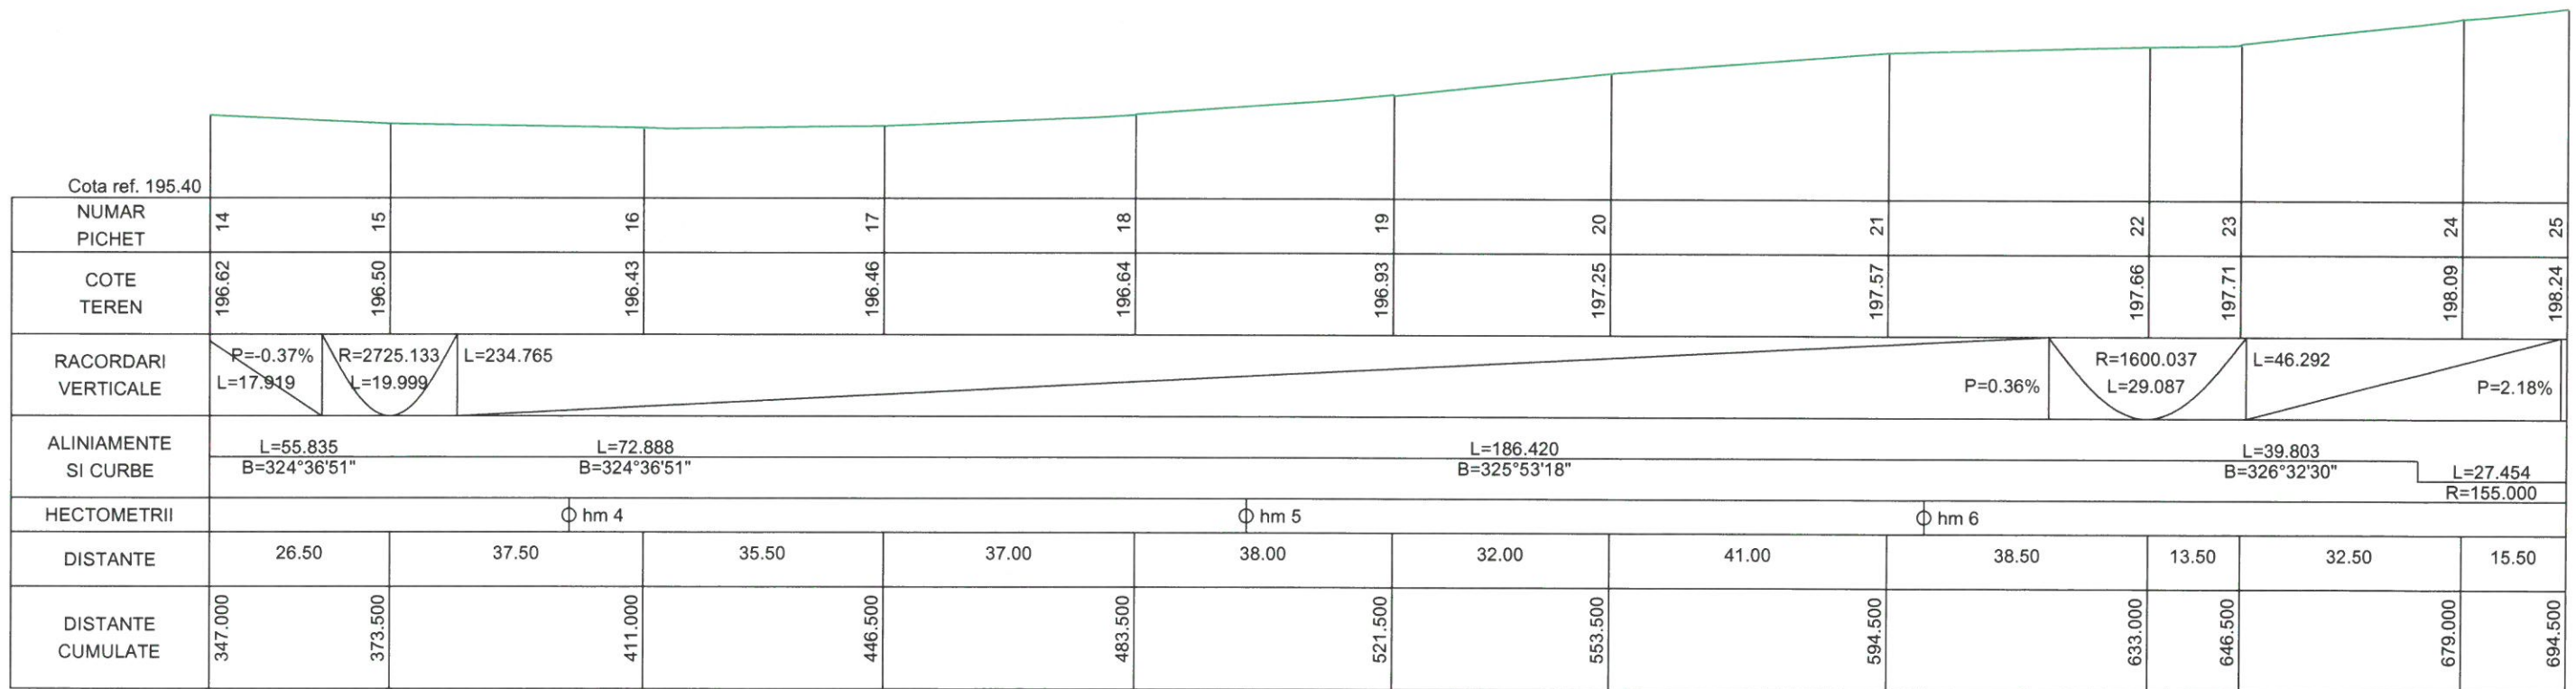 Cota ref. 195.40
NUMAR
PICHET
14 15 16 17 18 19 20 21 22 23 24 25
COTE
TEREN
196.62 196.50 196.43 196.46 196.64 196.93 197.25 197.57 197.66 197.71 198.09 198.24
RACORDARI
VERTICALE
P=-0.37% R=2725.133 L=234.765 R=1600.037 L=46.292
L=17.919 L=19.999 P=0.36% L=29.087 P=2.18%
ALINIAMENTE
SI CURBE
L=55.835 L=72.888 L=186.420 L=39.803
B=324°36'51" B=324°36'51" B=325°53'18" B=326°32'30" L=27.454
R=155.000
HECTOMETRII hm 4 hm 5 hm 6
DISTANTE 26.50 37.50 35.50 37.00 38.00 32.00 41.00 38.50 13.50 32.50 15.50
DISTANTE
CUMULATE
347.000 373.500 411.000 446.500 483.500 521.500 553.500 594.500 633.000 646.500 679.000 694.500